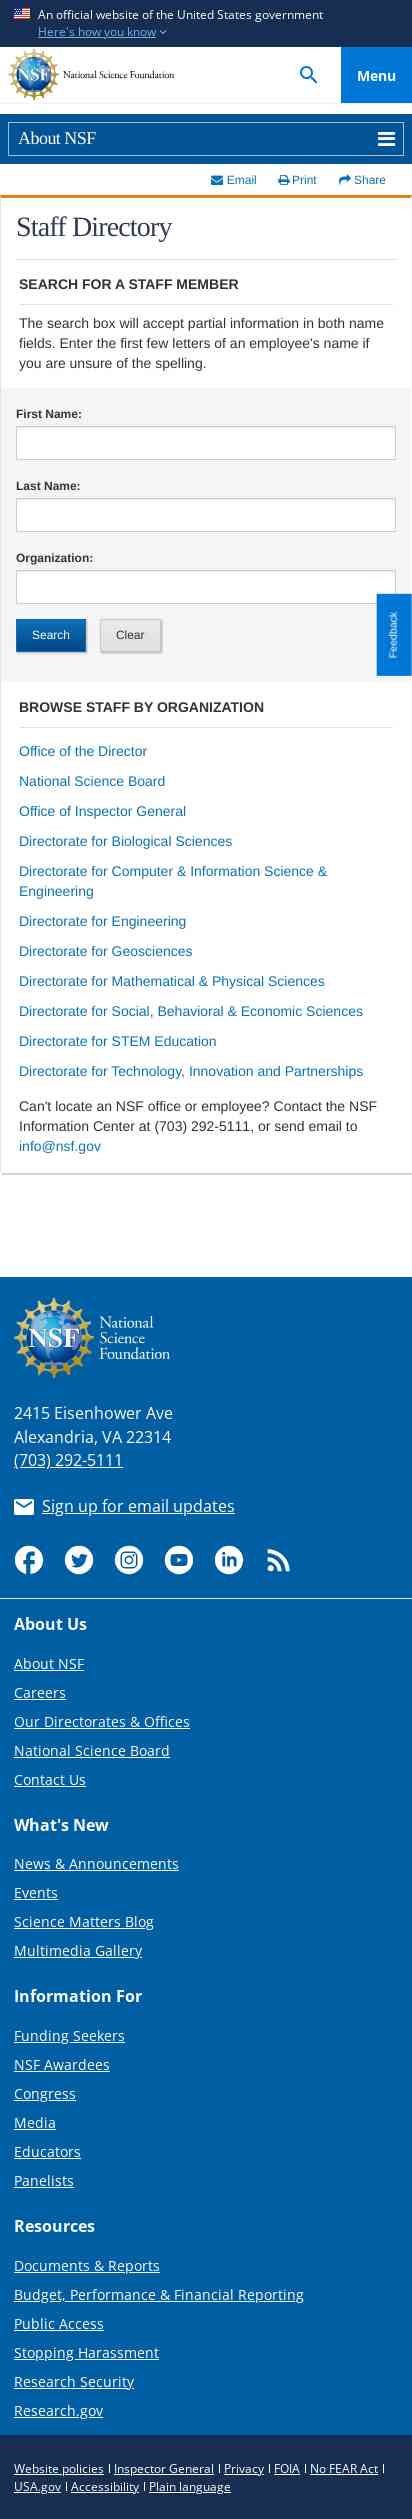 An official website of the United States government
Here's how you know
NSF National Science Foundation
Menu
About NSF
Email Print Share
Staff Directory
SEARCH FOR A STAFF MEMBER
The search box will accept partial information in both name
fields. Enter the first few letters of an employee's name if
you are unsure of the spelling.
First Name:
Last Name:
Organization:
Feedback
Search Clear
BROWSE STAFF BY ORGANIZATION
Office of the Director
National Science Board
Office of Inspector General
Directorate for Biological Sciences
Directorate for Computer & Information Science &
Engineering
Directorate for Engineering
Directorate for Geosciences
Directorate for Mathematical & Physical Sciences
Directorate for Social, Behavioral & Economic Sciences
Directorate for STEM Education
Directorate for Technology, Innovation and Partnerships
Can't locate an NSF office or employee? Contact the NSF
Information Center at (703) 292-5111, or send email to
info@nsf.gov
NSF
National
Science
Foundation
2415 Eisenhower Ave
Alexandria, VA 22314
(703) 292-5111
Sign up for email updates
About Us
About NSF
Careers
Our Directorates & Offices
National Science Board
Contact Us
What's New
News & Announcements
Events
Science Matters Blog
Multimedia Gallery
Information For
Funding Seekers
NSF Awardees
Congress
Media
Educators
Panelists
Resources
Documents & Reports
Budget, Performance & Financial Reporting
Public Access
Stopping Harassment
Research Security
Research.gov
Website policies | Inspector General | Privacy | FOIA | No FEAR Act |
USA.gov | Accessibility | Plain language